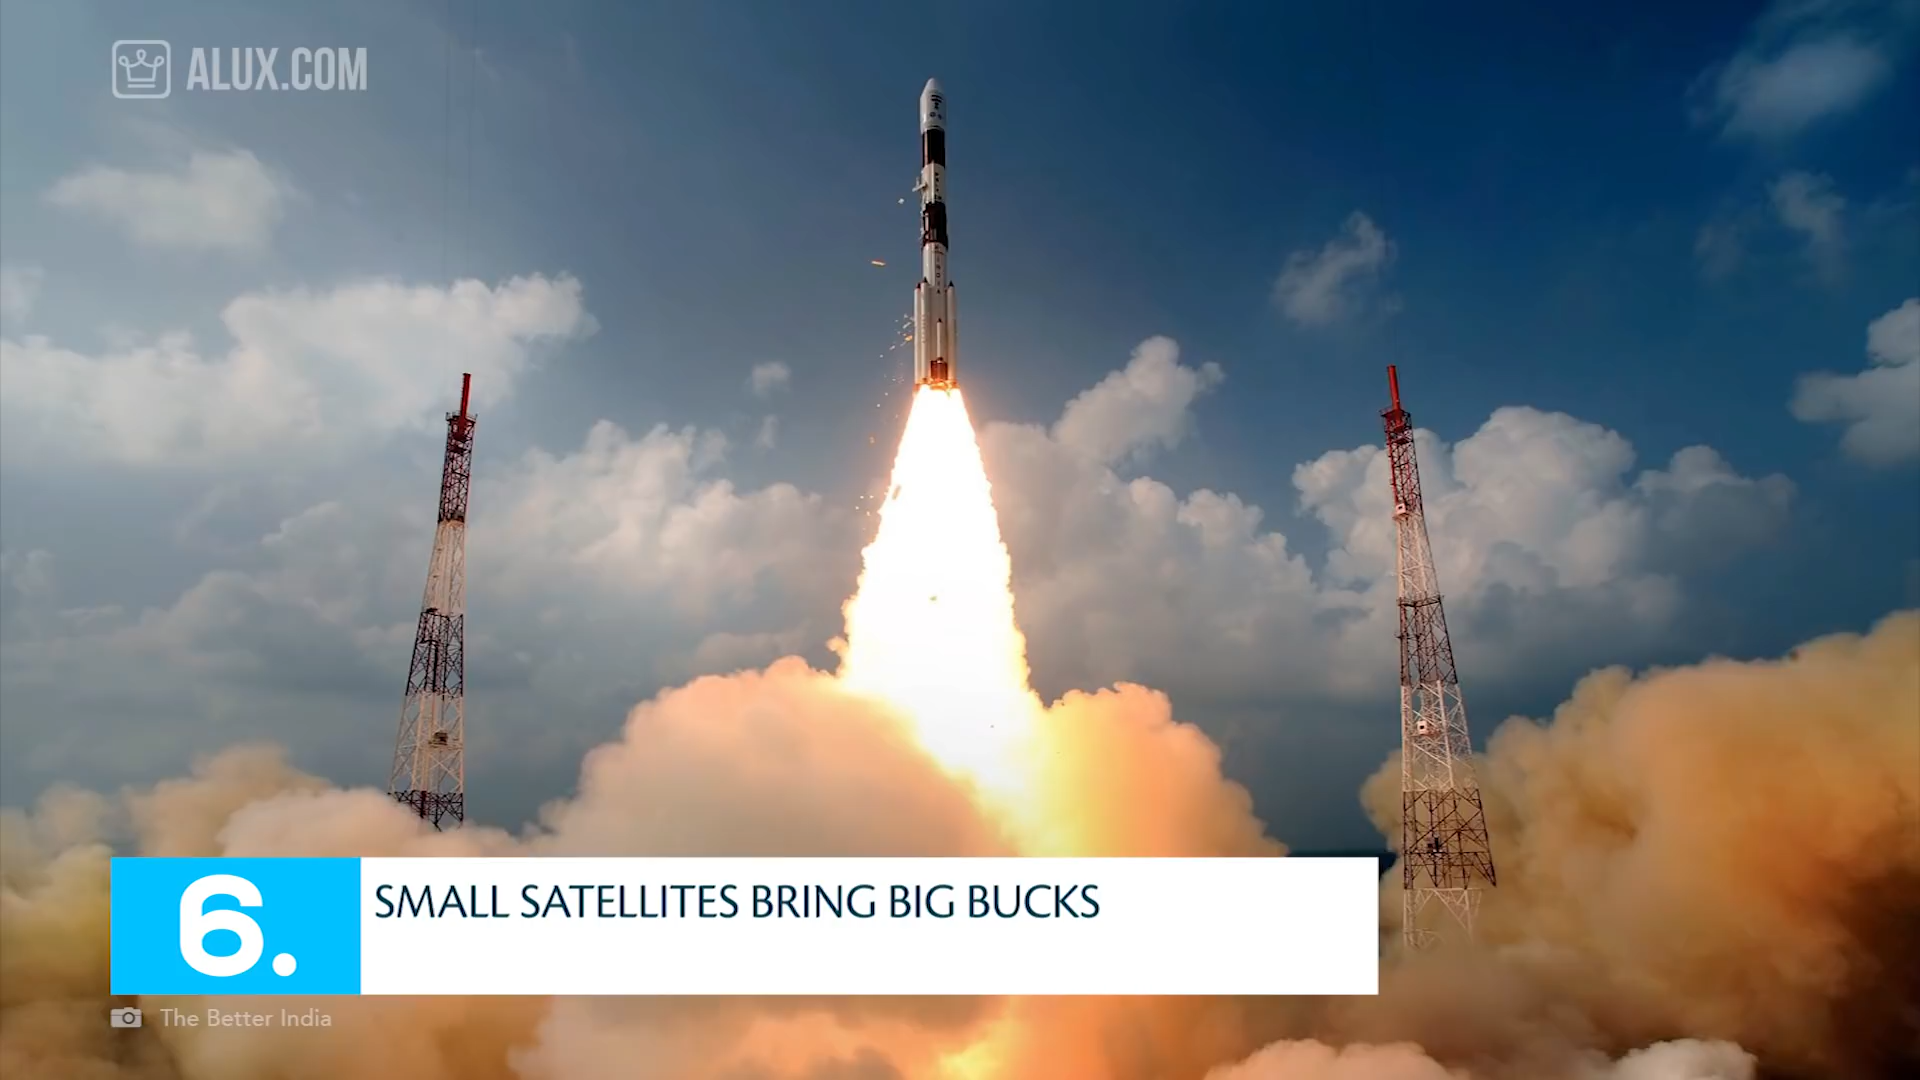 ALUX.COM
6.
SMALL SATELLITES BRING BIG BUCKS
The Better India